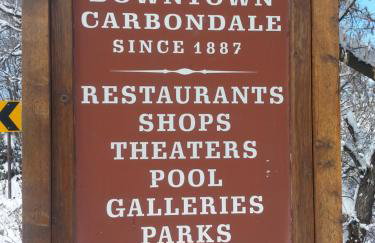 DOWNTOWN
CARBONDALE
SINCE 1887
RESTAURANTS
SHOPS
THEATERS
POOL
GALLERIES
PARKS